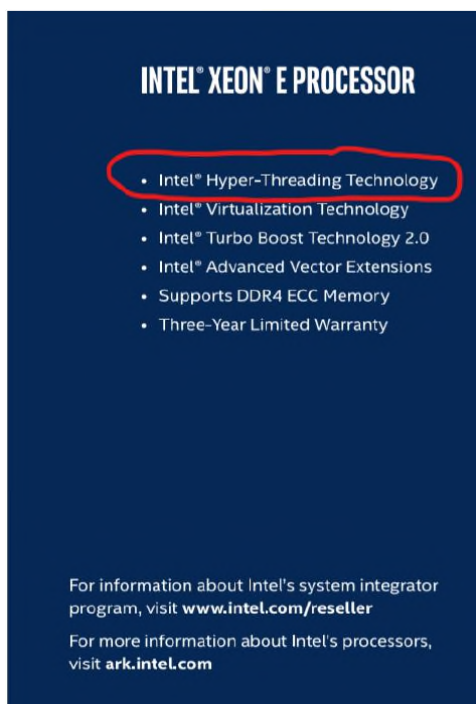 INTEL® XEON® E PROCESSOR
• Intel® Hyper-Threading Technology
• Intel® Virtualization Technology
• Intel® Turbo Boost Technology 2.0
• Intel® Advanced Vector Extensions
• Supports DDR4 ECC Memory
• Three-Year Limited Warranty
For information about Intel's system integrator
program, visit www.intel.com/reseller
For more information about Intel's processors,
visit ark.intel.com